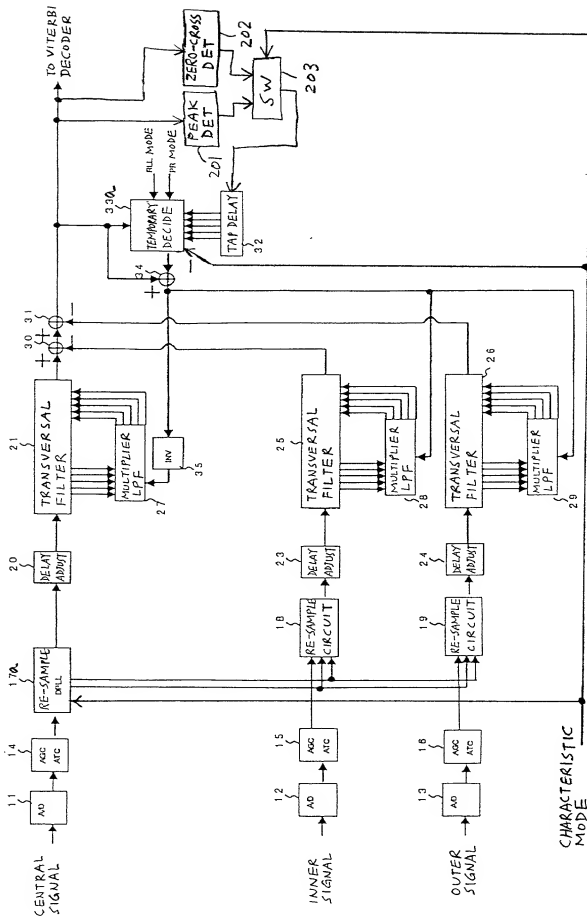 CENTRAL
SIGNAL
11
A/D
14
AGC
ATC
17a
RE-SAMPLE
DPLL
20
DELAY
ADJUST
21
TRANSVERSAL
FILTER
MULTIPLIER
LPF
27
INV
35
+
30
+
31
−
TO VITERBI
DECODER
33a
TEMPORARY
DECIDE
RLL MODE
PR MODE
34
+
−
TAP DELAY
32
PEAK
DET
201
ZERO-CROSS
DET
202
SW
203
INNER
SIGNAL
12
A/D
15
AGC
ATC
18
RE-SAMPLE
CIRCUIT
23
DELAY
ADJUST
25
TRANSVERSAL
FILTER
MULTIPLIER
LPF
28
OUTER
SIGNAL
13
A/D
16
AGC
ATC
19
RE-SAMPLE
CIRCUIT
24
DELAY
ADJUST
26
TRANSVERSAL
FILTER
MULTIPLIER
LPF
29
CHARACTERISTIC
MODE